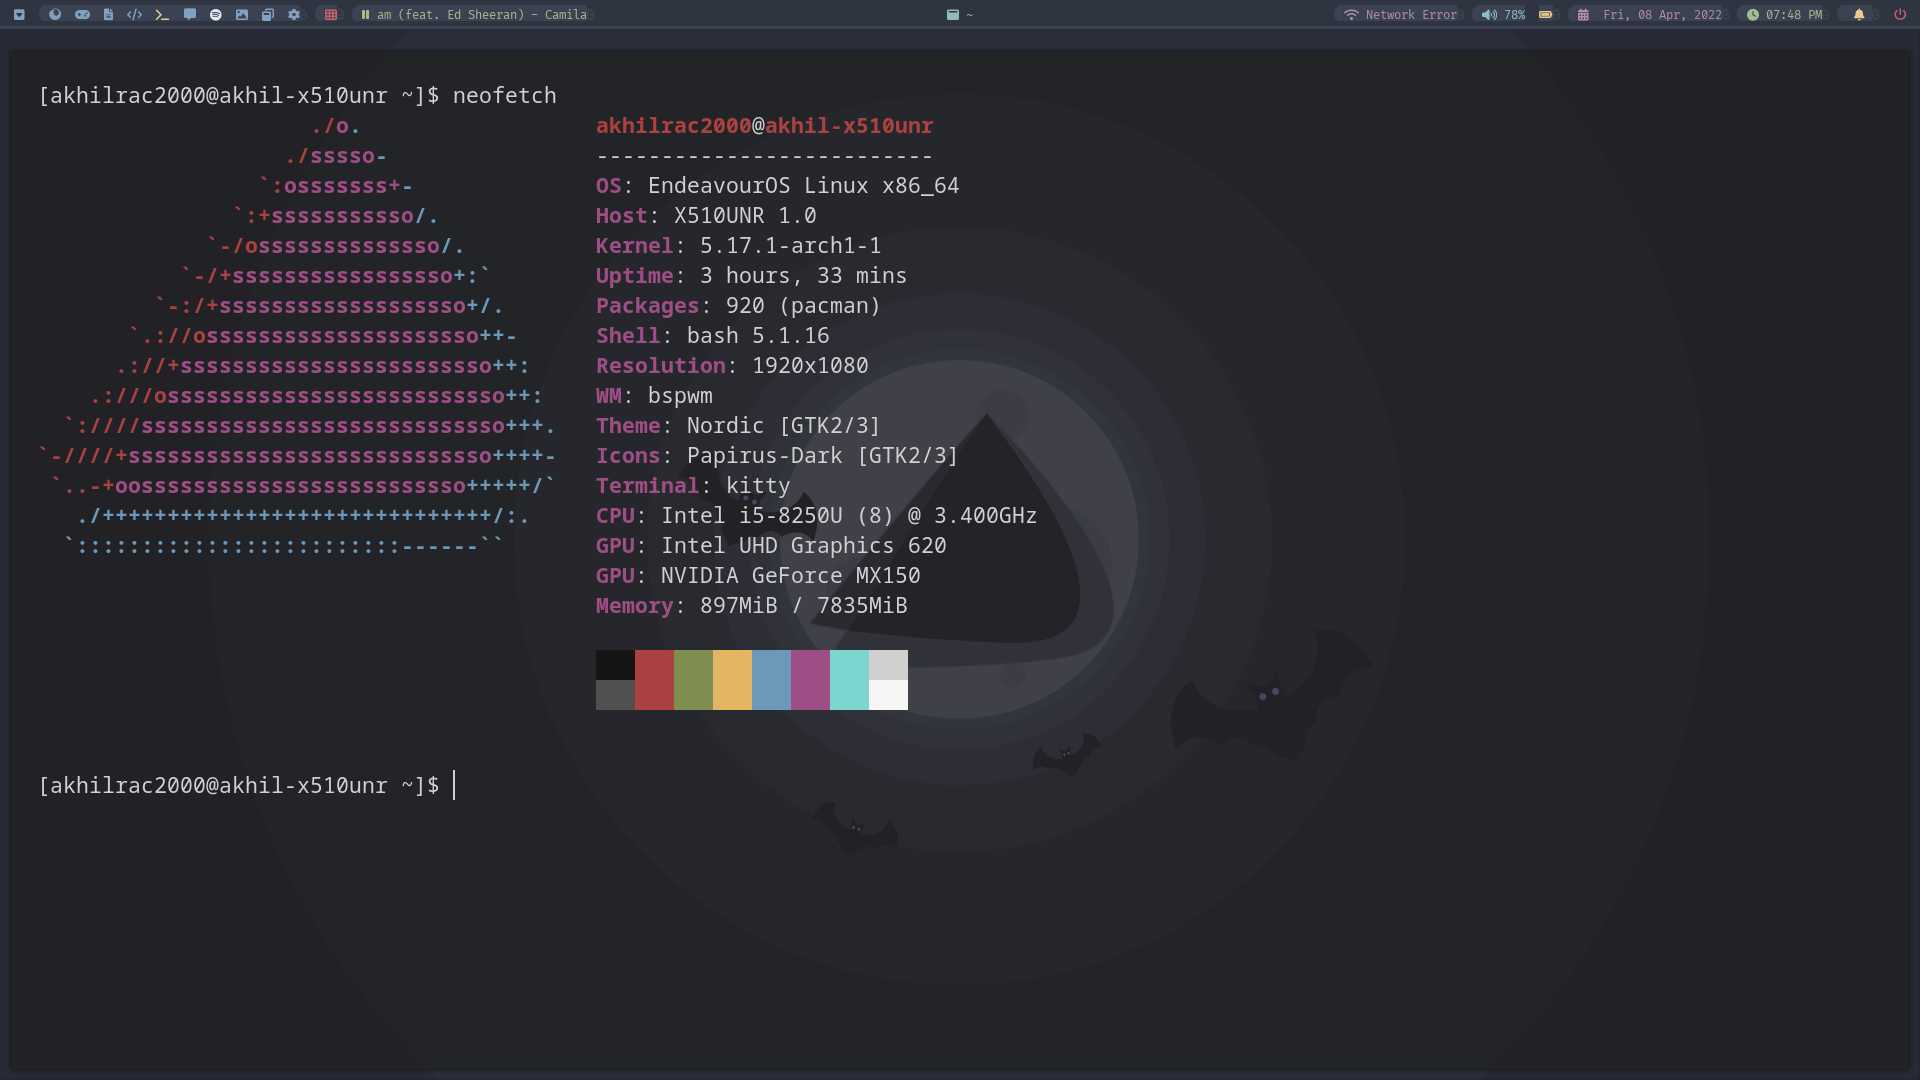 am (feat. Ed Sheeran) – Camila
~
Network Error
78%
Fri, 08 Apr, 2022
07:48 PM
[akhilrac2000@akhil-x510unr ~]$ neofetch
./o.
./sssso-
`:osssssss+-
`:+sssssssssso/.
`-/ossssssssssssso/.
`-/+sssssssssssssssso+:`
`-:/+sssssssssssssssssso+/.
`.://osssssssssssssssssssso++-
.://+ssssssssssssssssssssssso++:
.:///ossssssssssssssssssssssssso++:
`:////ssssssssssssssssssssssssssso+++.
`-////+ssssssssssssssssssssssssssso++++-
`..-+oosssssssssssssssssssssssso+++++/`
./++++++++++++++++++++++++++++++/:.
`:::::::::::::::::::::::::------``
akhilrac2000@akhil-x510unr
--------------------------
OS: EndeavourOS Linux x86_64
Host: X510UNR 1.0
Kernel: 5.17.1-arch1-1
Uptime: 3 hours, 33 mins
Packages: 920 (pacman)
Shell: bash 5.1.16
Resolution: 1920x1080
WM: bspwm
Theme: Nordic [GTK2/3]
Icons: Papirus-Dark [GTK2/3]
Terminal: kitty
CPU: Intel i5-8250U (8) @ 3.400GHz
GPU: Intel UHD Graphics 620
GPU: NVIDIA GeForce MX150
Memory: 897MiB / 7835MiB
[akhilrac2000@akhil-x510unr ~]$